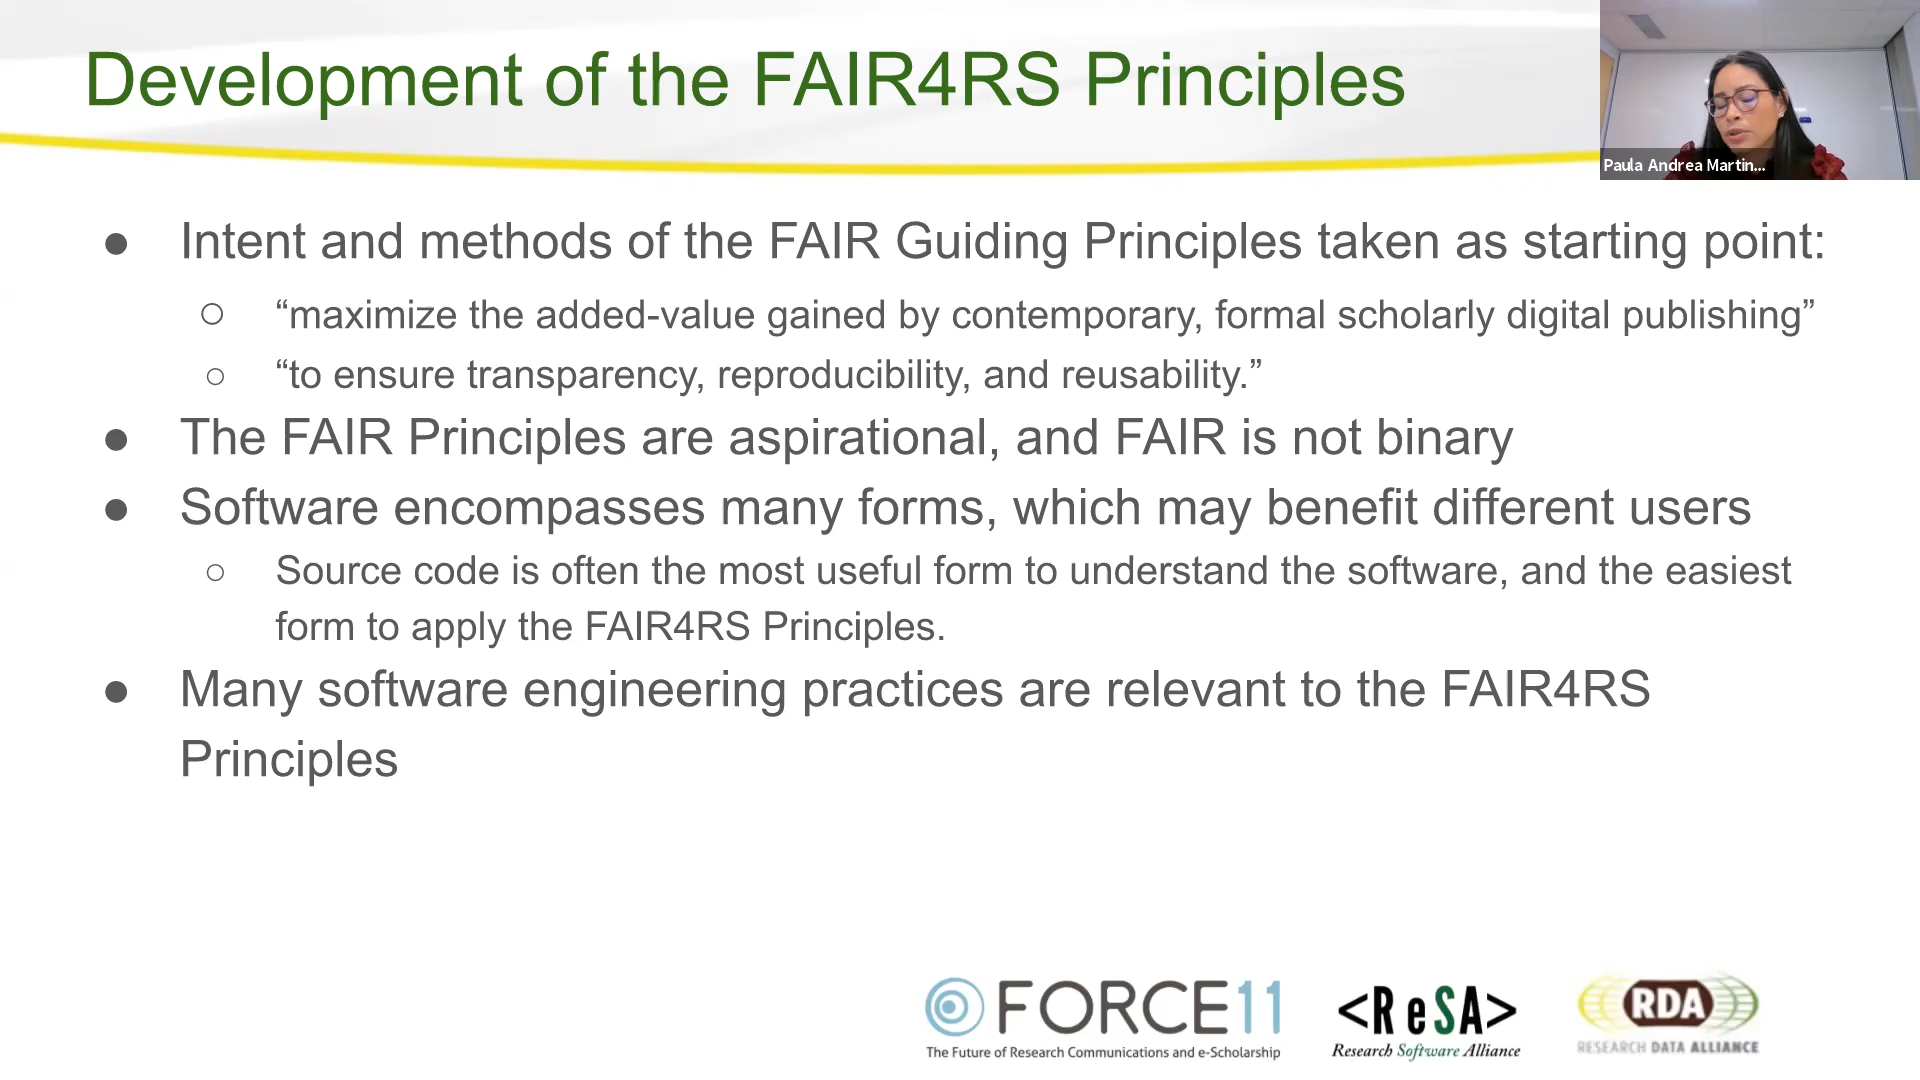 Development of the FAIR4RS Principles
Paula Andrea Martin...
● Intent and methods of the FAIR Guiding Principles taken as starting point:
○ “maximize the added-value gained by contemporary, formal scholarly digital publishing”
○ “to ensure transparency, reproducibility, and reusability.”
● The FAIR Principles are aspirational, and FAIR is not binary
● Software encompasses many forms, which may benefit different users
○ Source code is often the most useful form to understand the software, and the easiest
form to apply the FAIR4RS Principles.
● Many software engineering practices are relevant to the FAIR4RS
Principles
FORCE11
The Future of Research Communications and e-Scholarship
<ReSA>
Research Software Alliance
RDA
RESEARCH DATA ALLIANCE